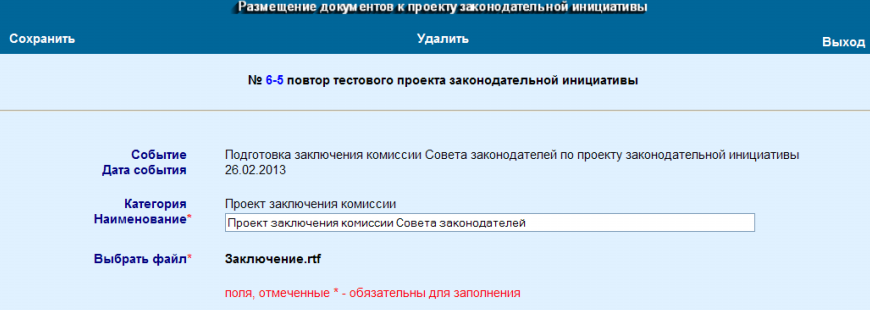 Размещение документов к проекту законодательной инициативы
Сохранить Удалить Выход
№ 6-5 повтор тестового проекта законодательной инициативы
Событие Подготовка заключения комиссии Совета законодателей по проекту законодательной инициативы
Дата события 26.02.2013
Категория Проект заключения комиссии
Наименование* Проект заключения комиссии Совета законодателей
Выбрать файл* Заключение.rtf
поля, отмеченные * - обязательны для заполнения